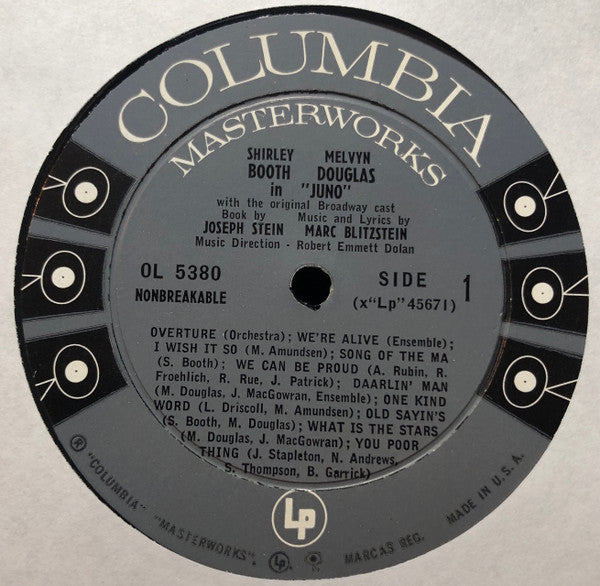 COLUMBIA
MASTERWORKS
SHIRLEY MELVYN
BOOTH DOUGLAS
in "JUNO"
with the original Broadway cast
Book by Music and Lyrics by
JOSEPH STEIN MARC BLITZSTEIN
Music Direction - Robert Emmett Dolan
OL 5380
NONBREAKABLE
SIDE 1
(x"Lp"45671)
OVERTURE (Orchestra); WE'RE ALIVE (Ensemble);
I WISH IT SO (M. Amundsen); SONG OF THE MA
(S. Booth); WE CAN BE PROUD (A. Rubin, R.
Froehlich, R. Rue, J. Patrick); DAARLIN' MAN
(M. Douglas, J. MacGowran, Ensemble); ONE KIND
WORD (L. Driscoll, M. Amundsen); OLD SAYIN'S
(S. Booth, M. Douglas); WHAT IS THE STARS
(M. Douglas, J. MacGowran); YOU POOR
THING (J. Stapleton, N. Andrews,
S. Thompson, B. Garrick)
Lp
® "COLUMBIA" "MASTERWORKS", Lp MARCAS REG. MADE IN U. S. A.